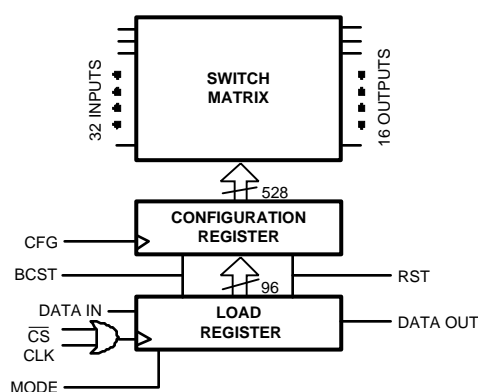 SWITCH
MATRIX
32 INPUTS
16 OUTPUTS
528
CONFIGURATION
REGISTER
CFG
BCST
96
RST
DATA IN
LOAD
REGISTER
DATA OUT
CS
CLK
MODE